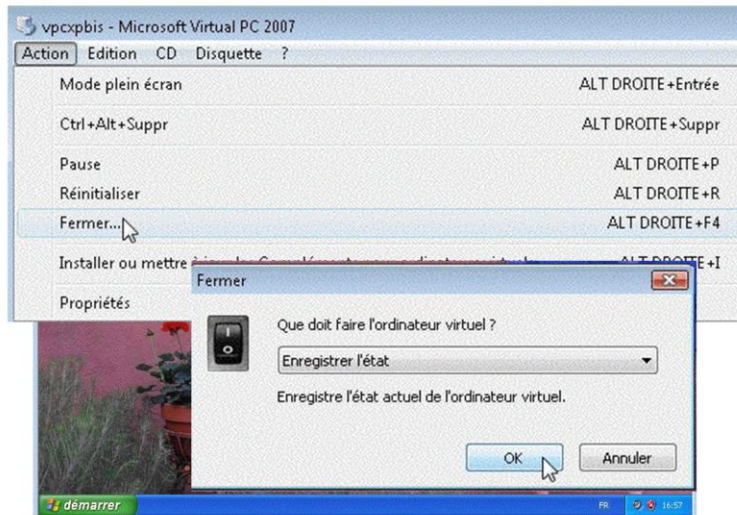 vpcxpbis - Microsoft Virtual PC 2007
Action Edition CD Disquette ?
Mode plein écran ALT DROITE+Entrée
Ctrl+Alt+Suppr ALT DROITE+Suppr
Pause ALT DROITE+P
Réinitialiser ALT DROITE+R
Fermer... ALT DROITE+F4
Installer ou mettre
Propriétés
Fermer
Que doit faire l'ordinateur virtuel ?
Enregistrer l'état
Enregistre l'état actuel de l'ordinateur virtuel.
OK Annuler
démarrer FR 16:57